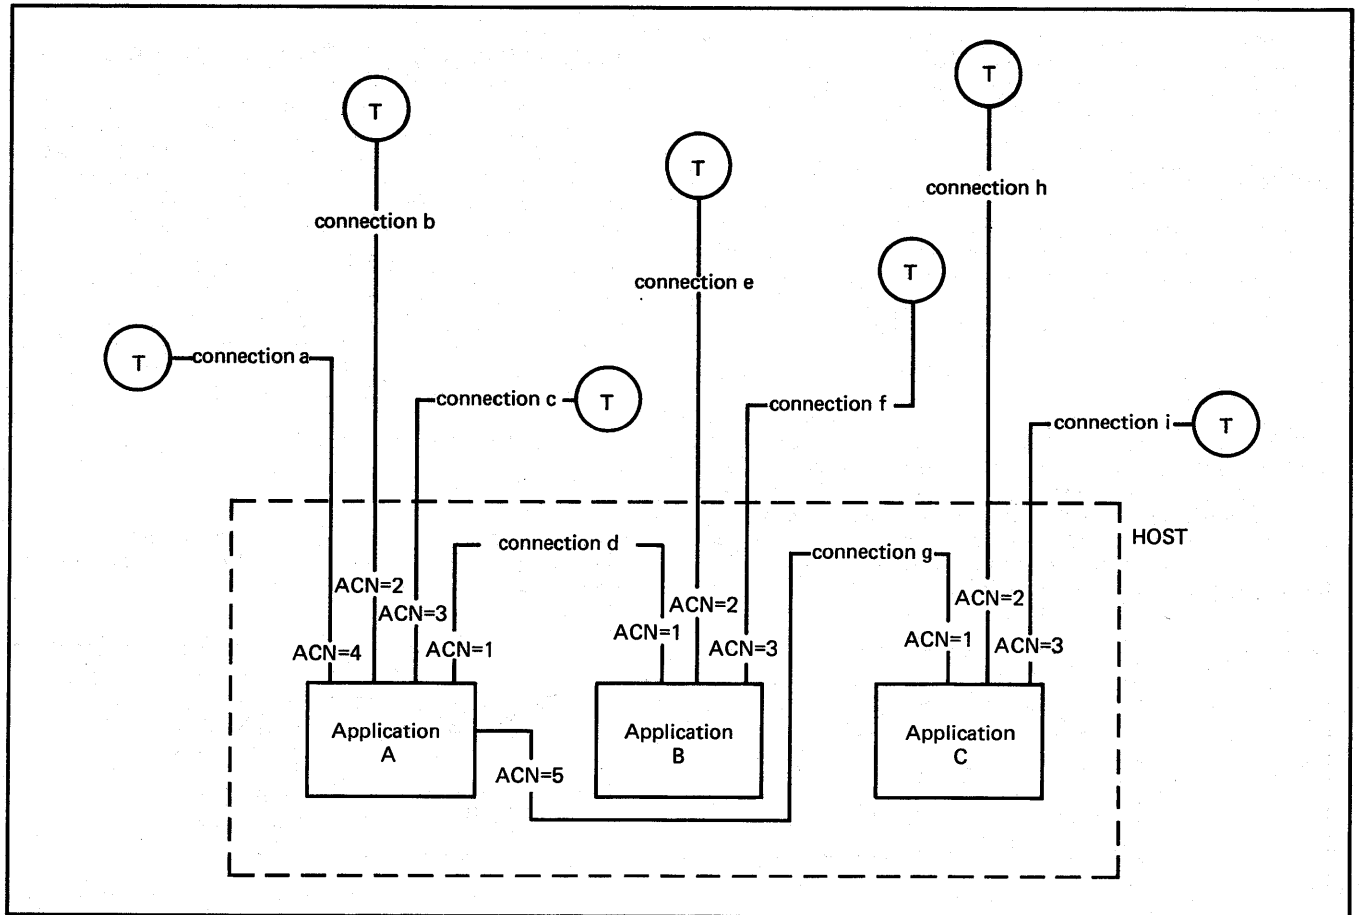 T
T
connection h
T
connection b
T
connection e
T
connection a
T
connection c
connection f
connection i
T
HOST
connection d
connection g
ACN=2
ACN=3
ACN=4
ACN=1
ACN=1
ACN=2
ACN=3
ACN=1
ACN=2
ACN=3
Application
A
Application
B
Application
C
ACN=5